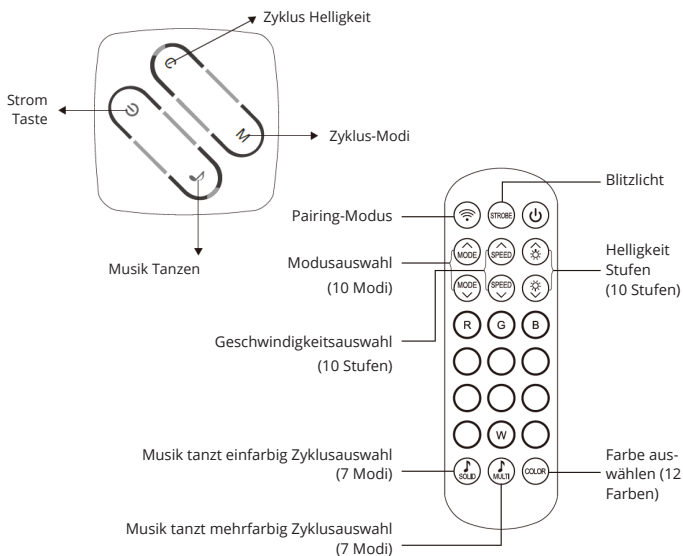 Zyklus Helligkeit
C
Strom
Taste
M
Zyklus-Modi
Musik Tanzen
Blitzlicht
Pairing-Modus
STROBE
Modusauswahl
(10 Modi)
MODE
SPEED
Helligkeit
Stufen
(10 Stufen)
MODE
SPEED
Geschwindigkeitsauswahl
(10 Stufen)
R
G
B
W
Musik tanzt einfarbig Zyklusauswahl
(7 Modi)
SOLID
MULTI
COLOR
Farbe aus-
wählen (12
Farben)
Musik tanzt mehrfarbig Zyklusauswahl
(7 Modi)